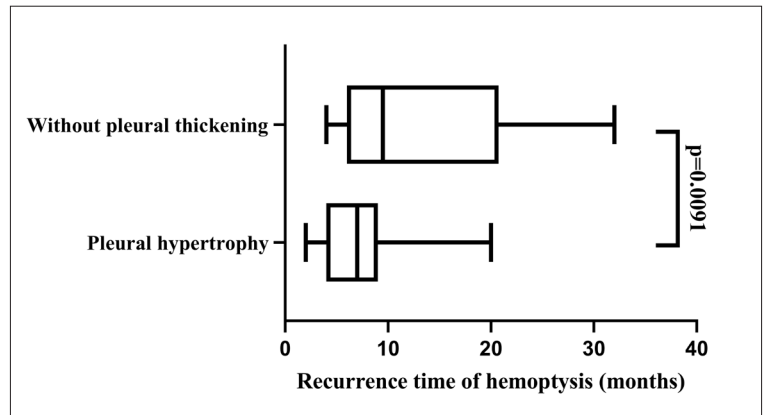 Without pleural thickening
Pleural hypertrophy
p=0.0091
0 10 20 30 40
Recurrence time of hemoptysis (months)